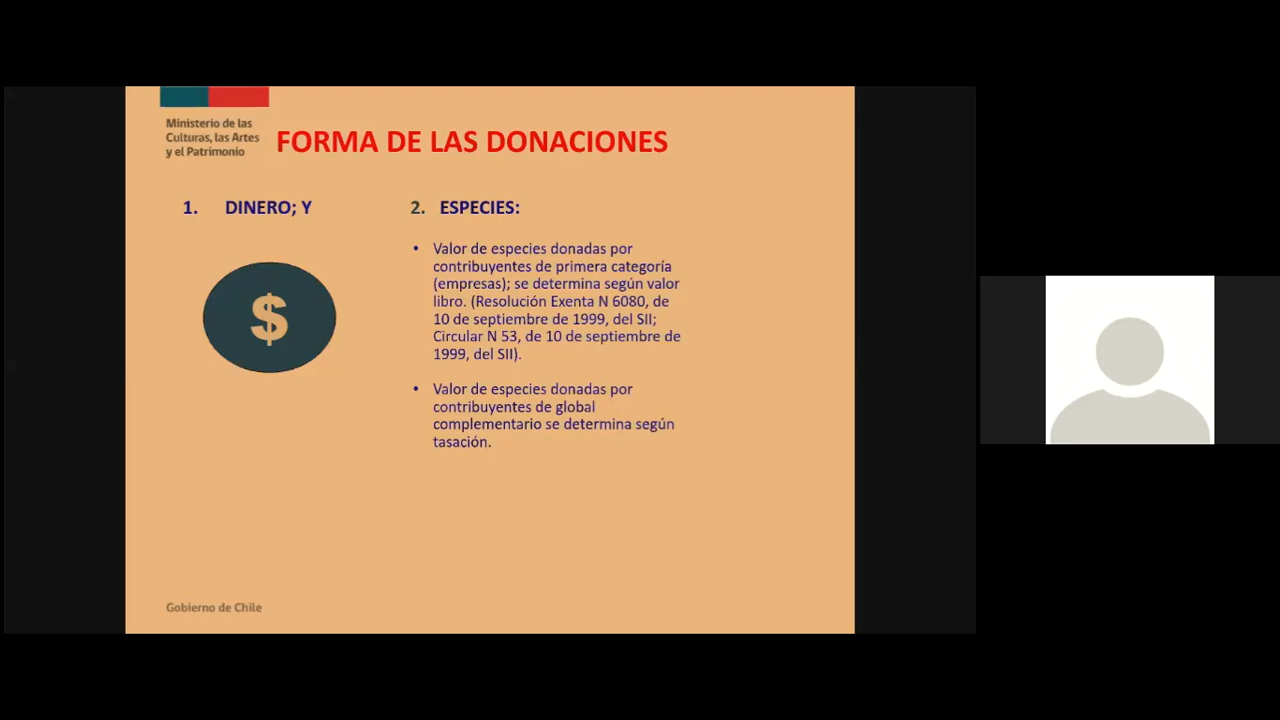 Ministerio de las
Culturas, las Artes
y el Patrimonio
FORMA DE LAS DONACIONES
1. DINERO; Y
$
2. ESPECIES:
• Valor de especies donadas por
contribuyentes de primera categoría
(empresas); se determina según valor
libro. (Resolución Exenta N 6080, de
10 de septiembre de 1999, del SII;
Circular N 53, de 10 de septiembre de
1999, del SII).
• Valor de especies donadas por
contribuyentes de global
complementario se determina según
tasación.
Gobierno de Chile